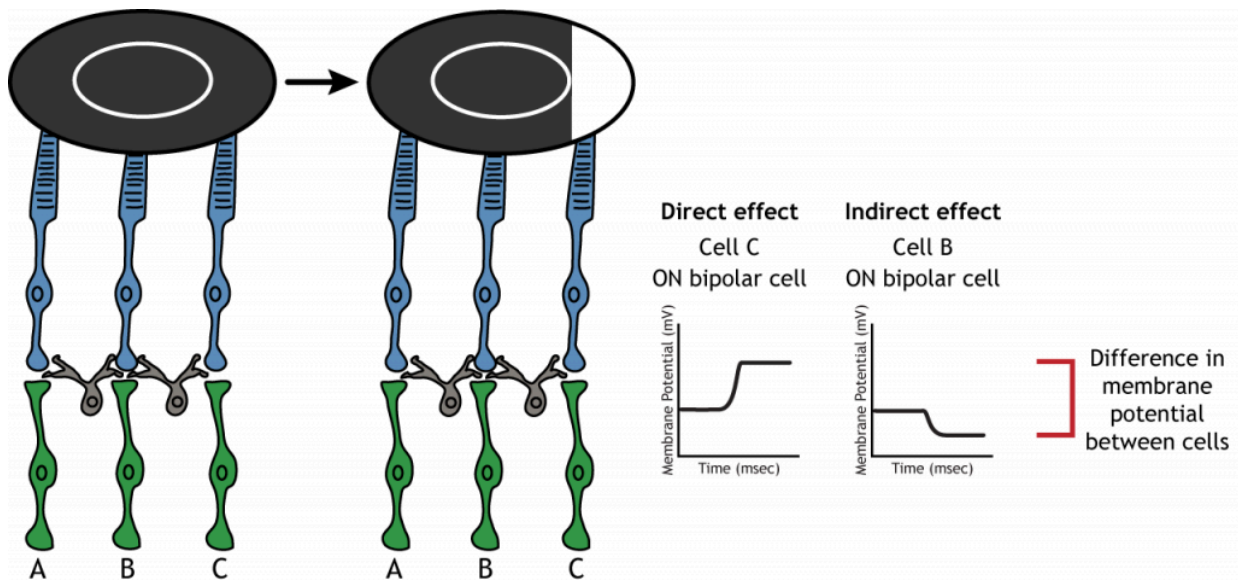 Direct effect
Cell C
ON bipolar cell
Membrane Potential (mV)
Time (msec)
Indirect effect
Cell B
ON bipolar cell
Membrane Potential (mV)
Time (msec)
Difference in
membrane
potential
between cells
A B C
A B C